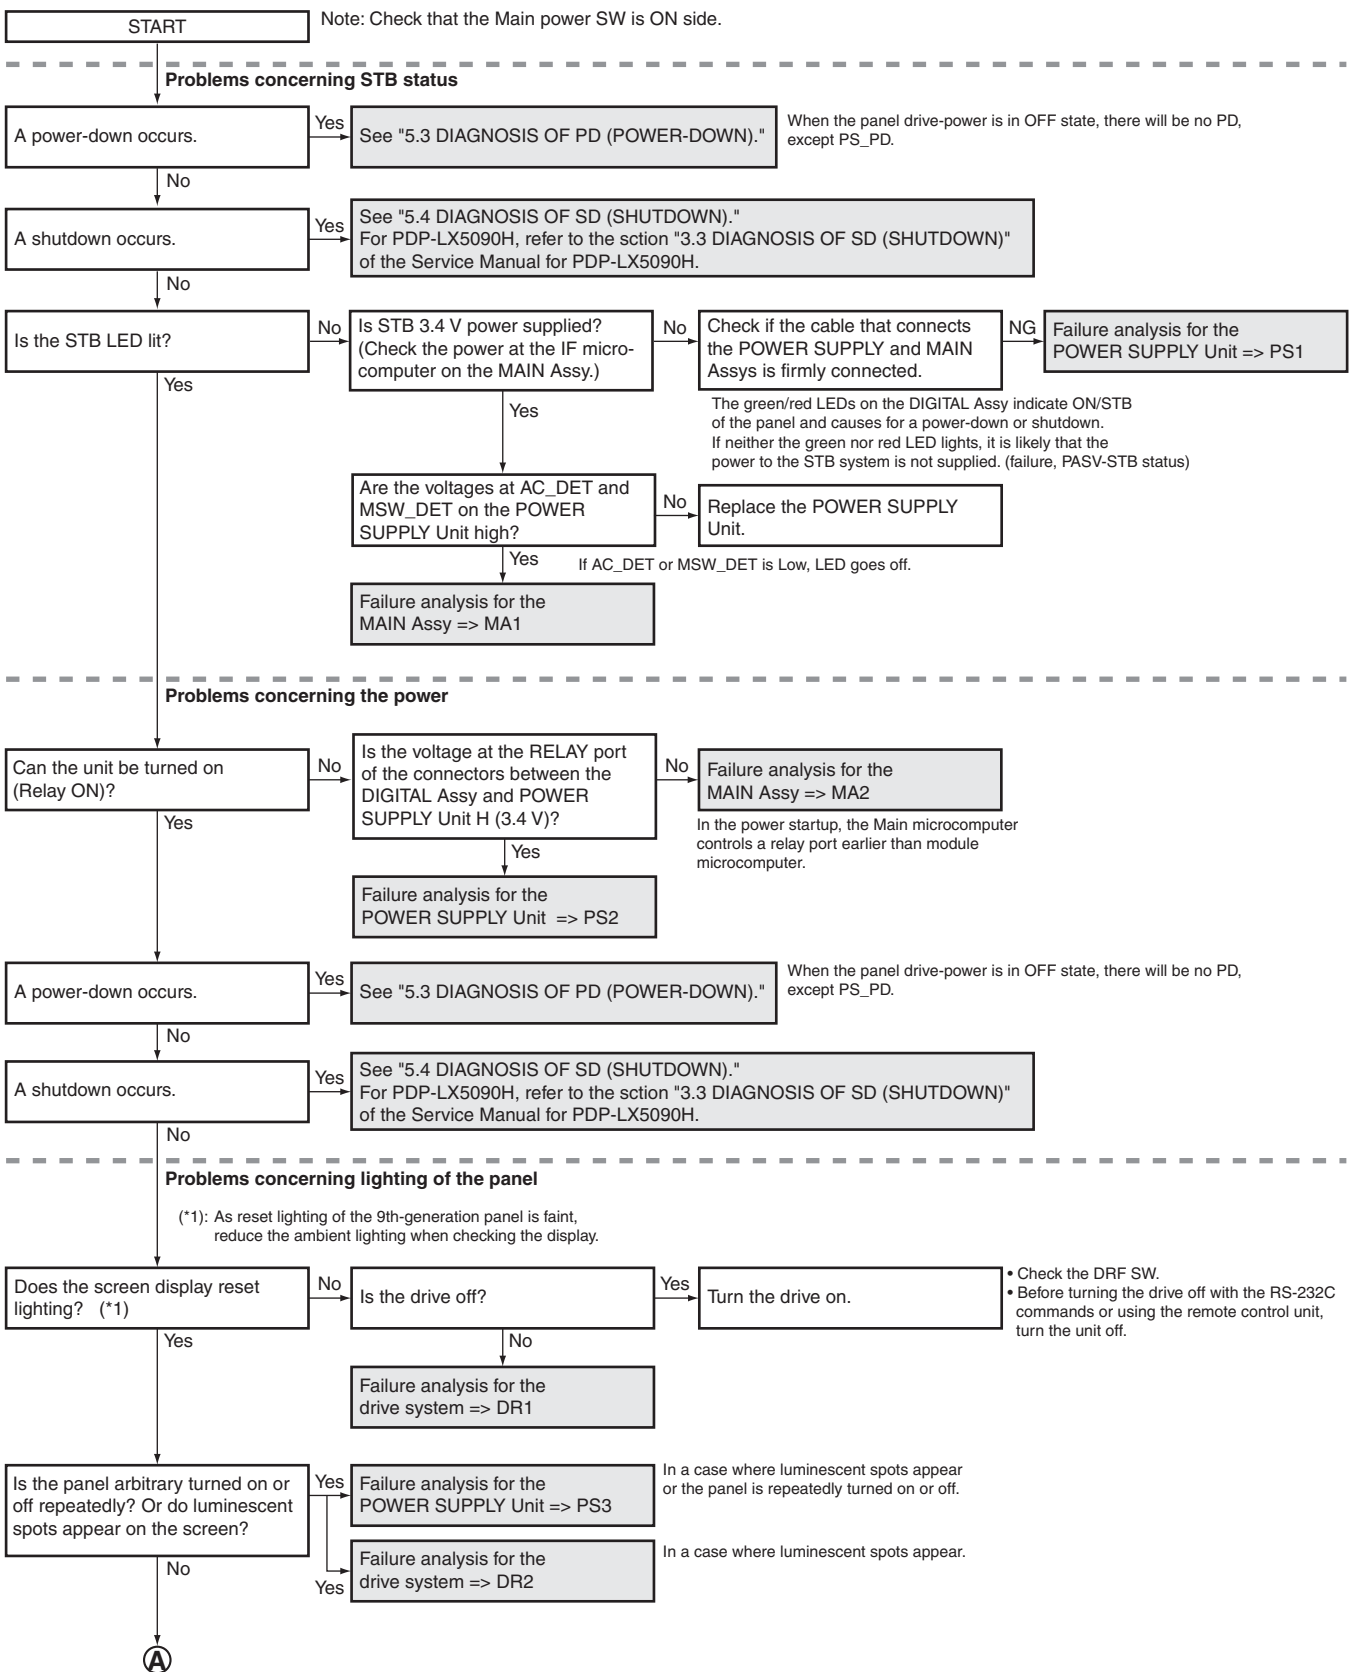 START
Note: Check that the Main power SW is ON side.
Problems concerning STB status
A power-down occurs.
Yes
See "5.3 DIAGNOSIS OF PD (POWER-DOWN)."
When the panel drive-power is in OFF state, there will be no PD,
except PS_PD.
No
A shutdown occurs.
Yes
See "5.4 DIAGNOSIS OF SD (SHUTDOWN)."
For PDP-LX5090H, refer to the sction "3.3 DIAGNOSIS OF SD (SHUTDOWN)"
of the Service Manual for PDP-LX5090H.
No
Is the STB LED lit?
No
Is STB 3.4 V power supplied?
(Check the power at the IF micro-
computer on the MAIN Assy.)
No
Check if the cable that connects
the POWER SUPPLY and MAIN
Assys is firmly connected.
NG
Failure analysis for the
POWER SUPPLY Unit => PS1
Yes
Yes
The green/red LEDs on the DIGITAL Assy indicate ON/STB
of the panel and causes for a power-down or shutdown.
If neither the green nor red LED lights, it is likely that the
power to the STB system is not supplied. (failure, PASV-STB status)
Are the voltages at AC_DET and
MSW_DET on the POWER
SUPPLY Unit high?
No
Replace the POWER SUPPLY
Unit.
Yes
If AC_DET or MSW_DET is Low, LED goes off.
Failure analysis for the
MAIN Assy => MA1
Problems concerning the power
Can the unit be turned on
(Relay ON)?
No
Is the voltage at the RELAY port
of the connectors between the
DIGITAL Assy and POWER
SUPPLY Unit H (3.4 V)?
No
Failure analysis for the
MAIN Assy => MA2
In the power startup, the Main microcomputer
controls a relay port earlier than module
microcomputer.
Yes
Yes
Failure analysis for the
POWER SUPPLY Unit => PS2
A power-down occurs.
Yes
See "5.3 DIAGNOSIS OF PD (POWER-DOWN)."
When the panel drive-power is in OFF state, there will be no PD,
except PS_PD.
No
A shutdown occurs.
Yes
See "5.4 DIAGNOSIS OF SD (SHUTDOWN)."
For PDP-LX5090H, refer to the sction "3.3 DIAGNOSIS OF SD (SHUTDOWN)"
of the Service Manual for PDP-LX5090H.
No
Problems concerning lighting of the panel
(*1): As reset lighting of the 9th-generation panel is faint,
reduce the ambient lighting when checking the display.
Does the screen display reset
lighting? (*1)
No
Is the drive off?
Yes
Turn the drive on.
• Check the DRF SW.
• Before turning the drive off with the RS-232C
commands or using the remote control unit,
turn the unit off.
Yes
No
Failure analysis for the
drive system => DR1
Is the panel arbitrary turned on or
off repeatedly? Or do luminescent
spots appear on the screen?
Yes
Failure analysis for the
POWER SUPPLY Unit => PS3
In a case where luminescent spots appear
or the panel is repeatedly turned on or off.
No
Yes
Failure analysis for the
drive system => DR2
In a case where luminescent spots appear.
A